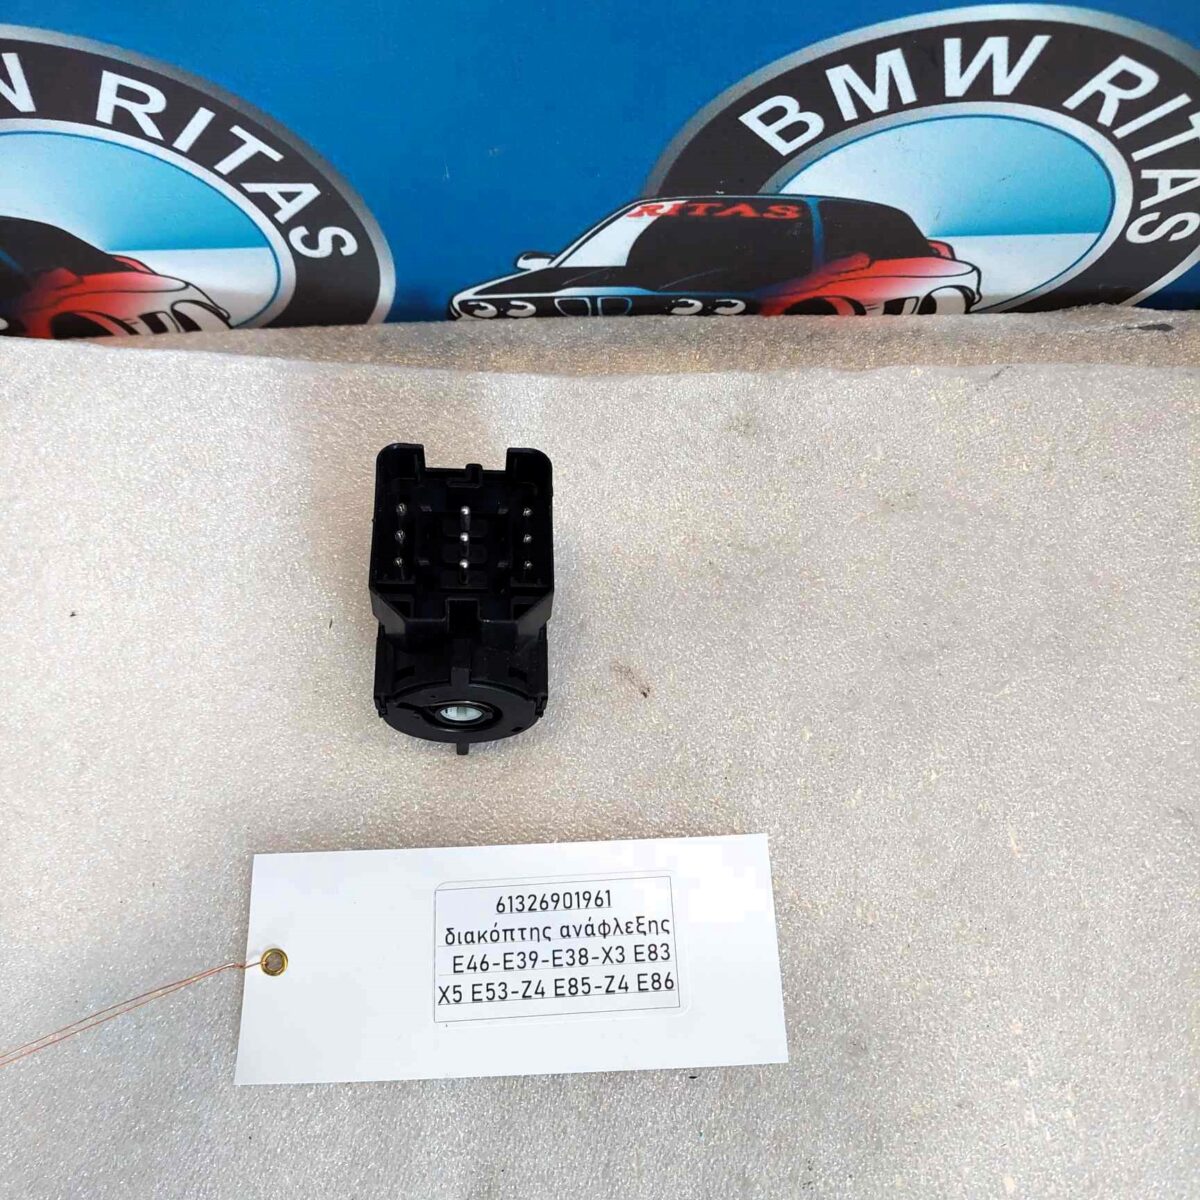 N RITAS
BMW RITAS
RITAS
61326901961
διακόπτης ανάφλεξης
E46-E39-E38-X3 E83
X5 E53-Z4 E85-Z4 E86